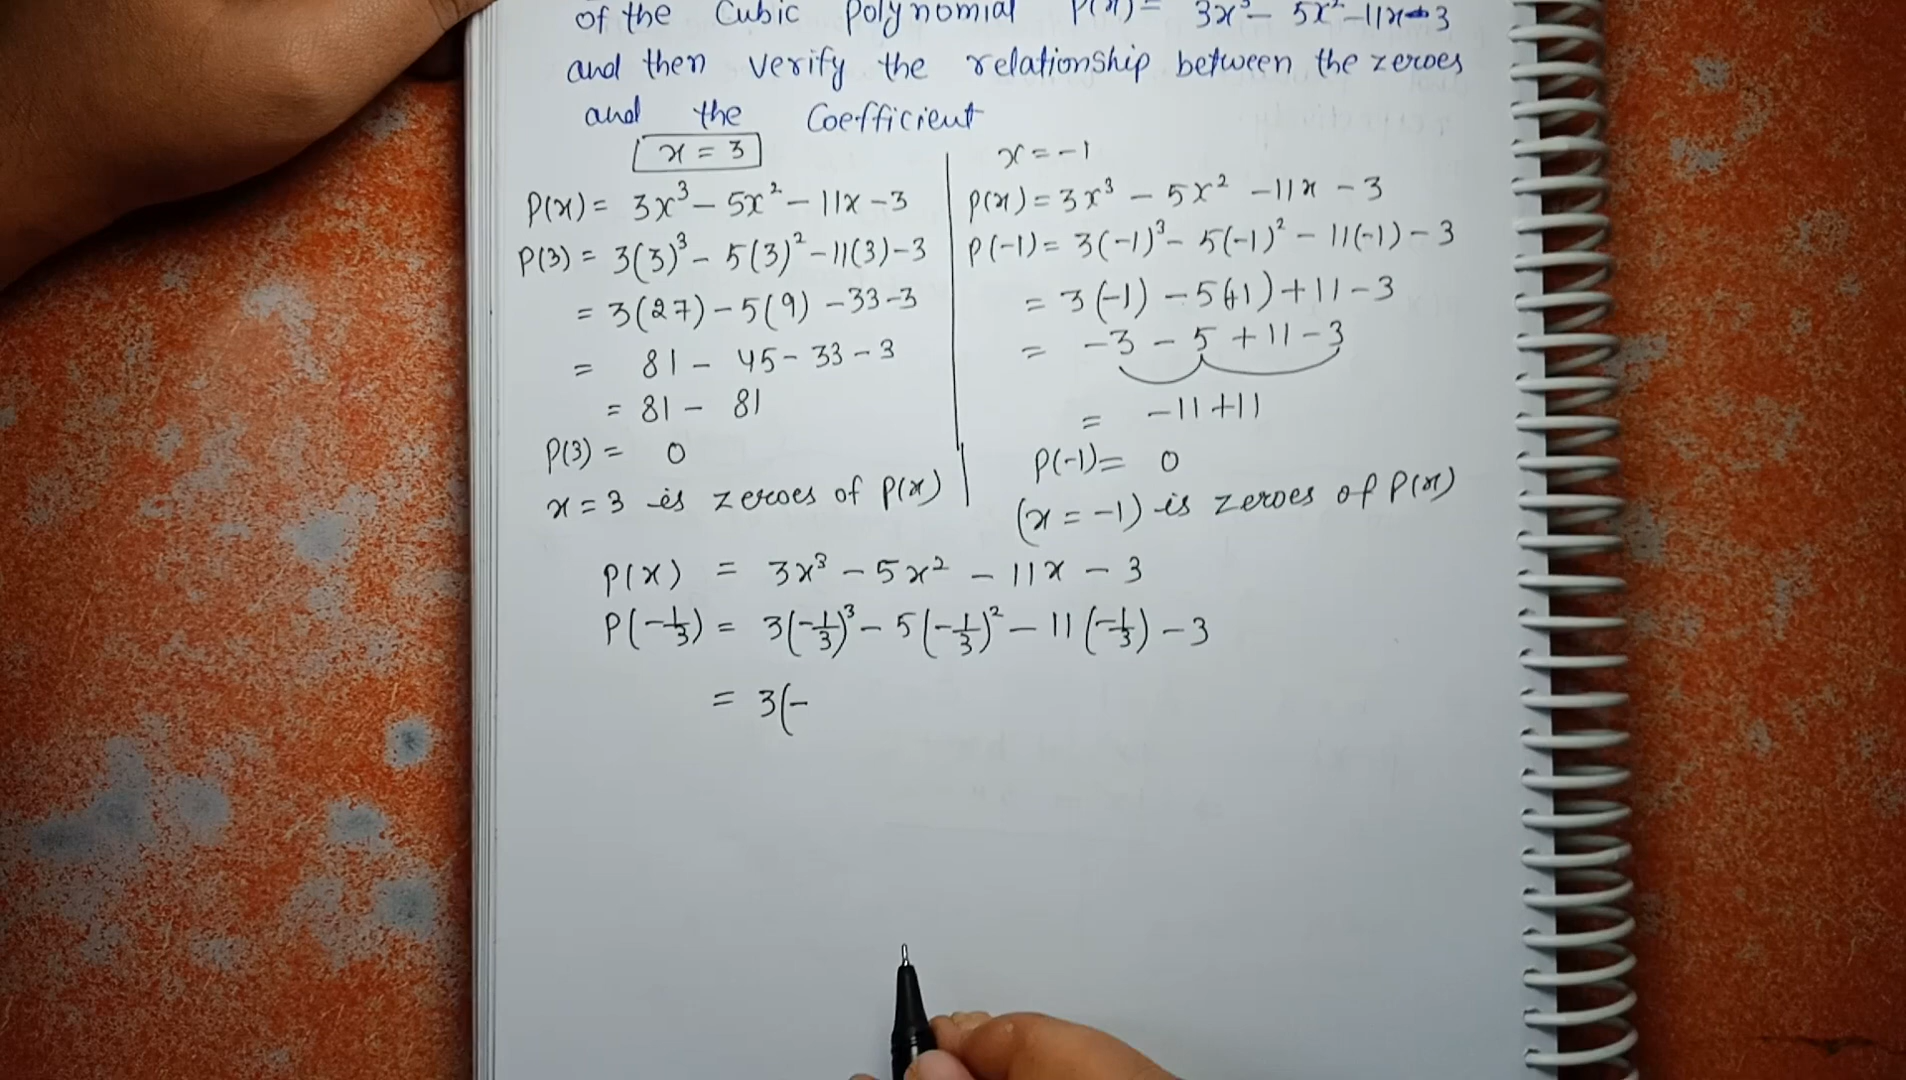 of the Cubic Polynomial P(x) = 3x³ – 5x² – 11x – 3
and then verify the relationship between the zeroes
and the Coefficient
x = 3
P(x) = 3x³ – 5x² – 11x – 3
P(3) = 3(3)³ – 5(3)² – 11(3) – 3
= 3(27) – 5(9) – 33 – 3
= 81 – 45 – 33 – 3
= 81 – 81
P(3) = 0
x = 3 is zeroes of P(x)
x = – 1
P(x) = 3x³ – 5x² – 11x – 3
P(-1) = 3(-1)³ – 5(-1)² – 11(-1) – 3
= 3(-1) – 5(+1) + 11 – 3
= – 3 – 5 + 11 – 3
= – 11 + 11
P(-1) = 0
(x = -1) is zeroes of P(x)
P(x) = 3x³ – 5x² – 11x – 3
P(-1/3) = 3(-1/3)³ – 5(-1/3)² – 11(-1/3) – 3
= 3(-